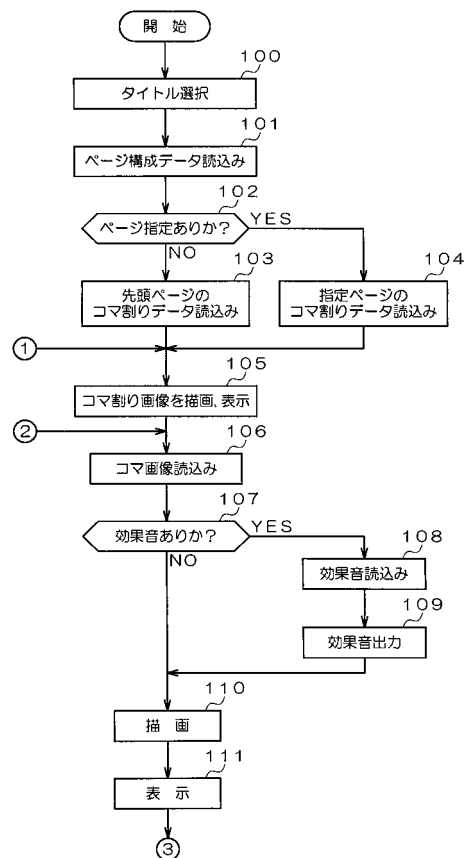 開 始
100
タイトル選択
101
ページ構成データ読込み
102
ページ指定ありか?
YES
NO
103
先頭ページの
コマ割りデータ読込み
104
指定ページの
コマ割りデータ読込み
①
105
コマ割り画像を描画、表示
②
106
コマ画像読込み
107
効果音ありか?
YES
NO
108
効果音読込み
109
効果音出力
110
描 画
111
表 示
③